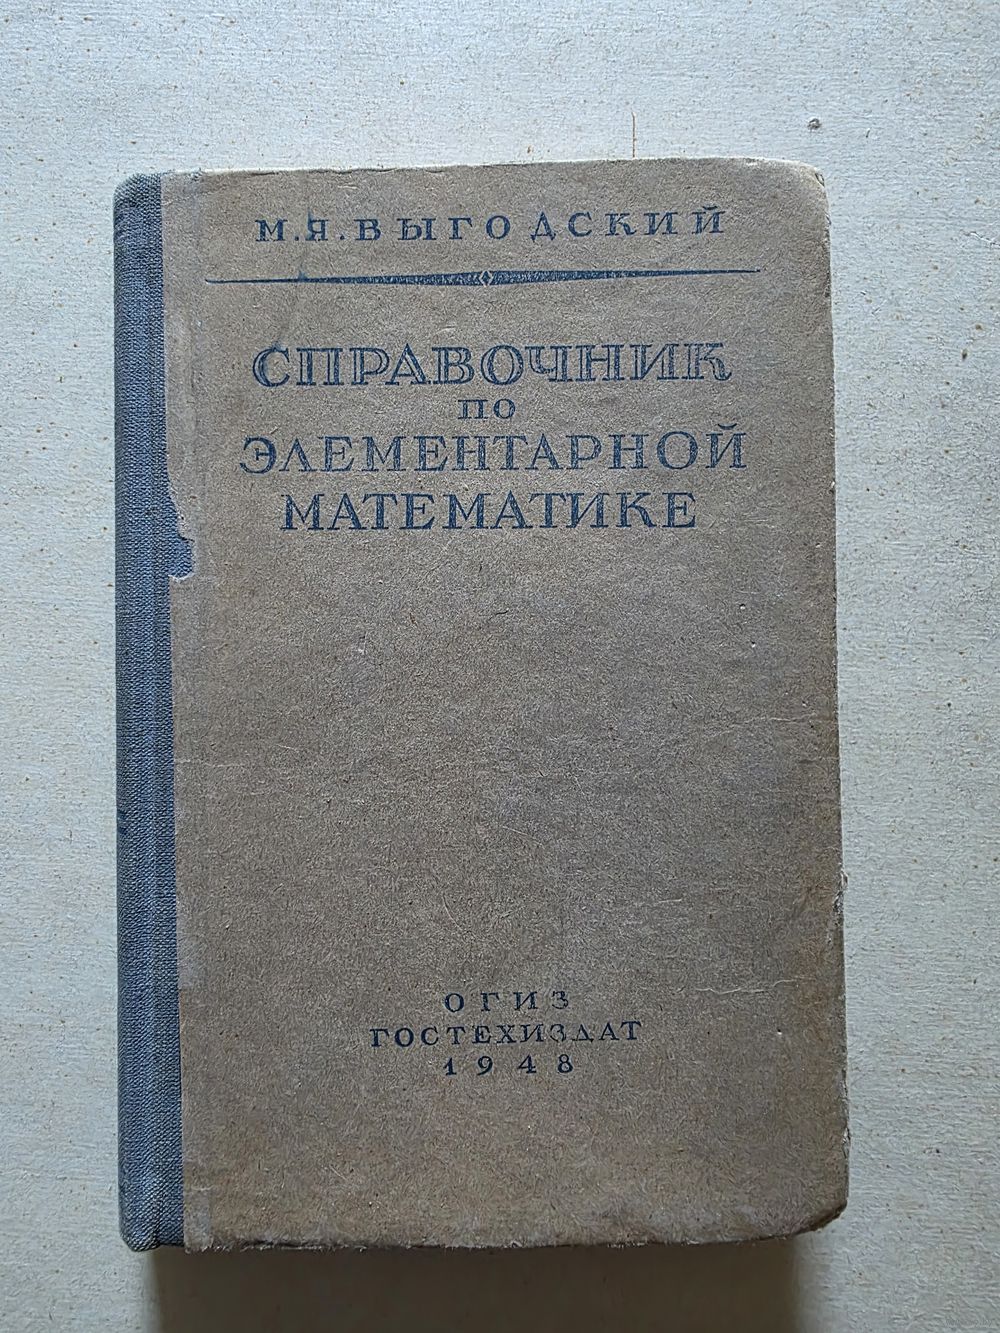 М.Я.ВЫГОДСКИЙ
СПРАВОЧНИК
ПО
ЭЛЕМЕНТАРНОЙ
МАТЕМАТИКЕ
ОГИЗ
ГОСТЕХИЗДАТ
1948